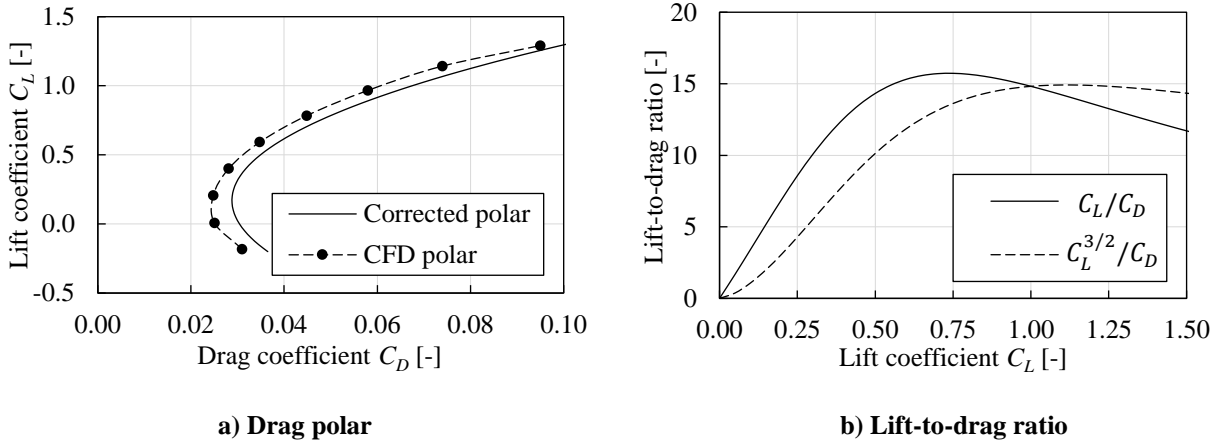 1.5
1.0
0.5
0.0
-0.5
Lift coefficient C_L [-]
Corrected polar
CFD polar
0.00 0.02 0.04 0.06 0.08 0.10
Drag coefficient C_D [-]
a) Drag polar
20
15
10
5
0
Lift-to-drag ratio [-]
C_L/C_D
C_L^{3/2}/C_D
0.00 0.25 0.50 0.75 1.00 1.25 1.50
Lift coefficient C_L [-]
b) Lift-to-drag ratio